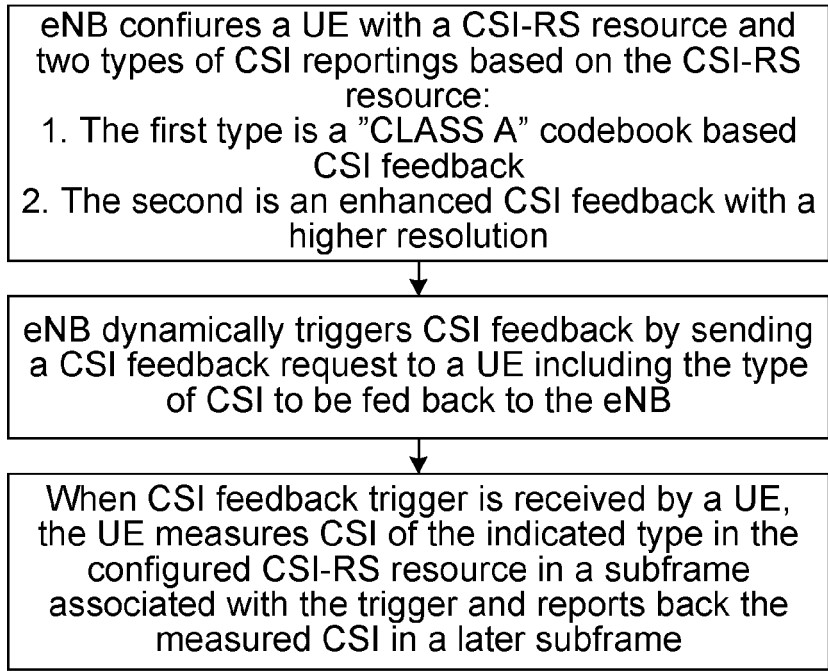 eNB confiures a UE with a CSI-RS resource and
two types of CSI reportings based on the CSI-RS
resource:
1. The first type is a ”CLASS A” codebook based
CSI feedback
2. The second is an enhanced CSI feedback with a
higher resolution
eNB dynamically triggers CSI feedback by sending
a CSI feedback request to a UE including the type
of CSI to be fed back to the eNB
When CSI feedback trigger is received by a UE,
the UE measures CSI of the indicated type in the
configured CSI-RS resource in a subframe
associated with the trigger and reports back the
measured CSI in a later subframe